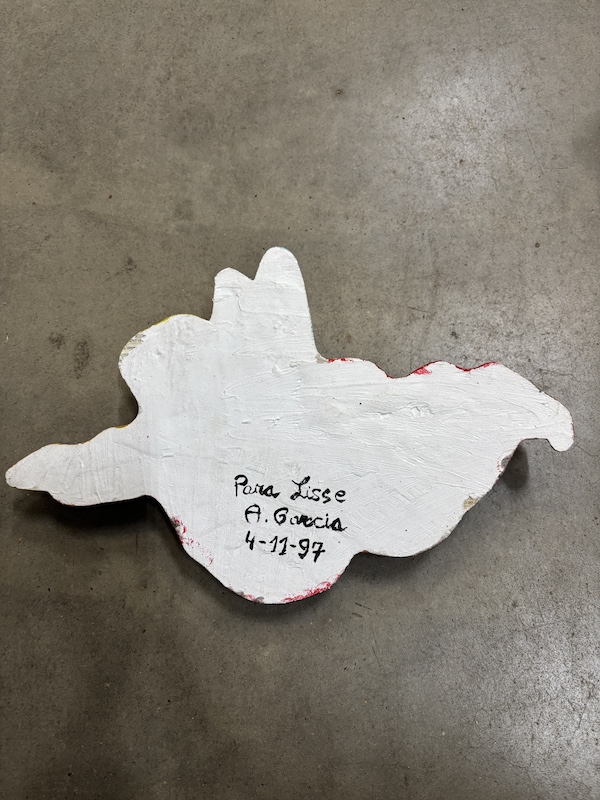 Para Lisse
A. Garcia
4-11-97